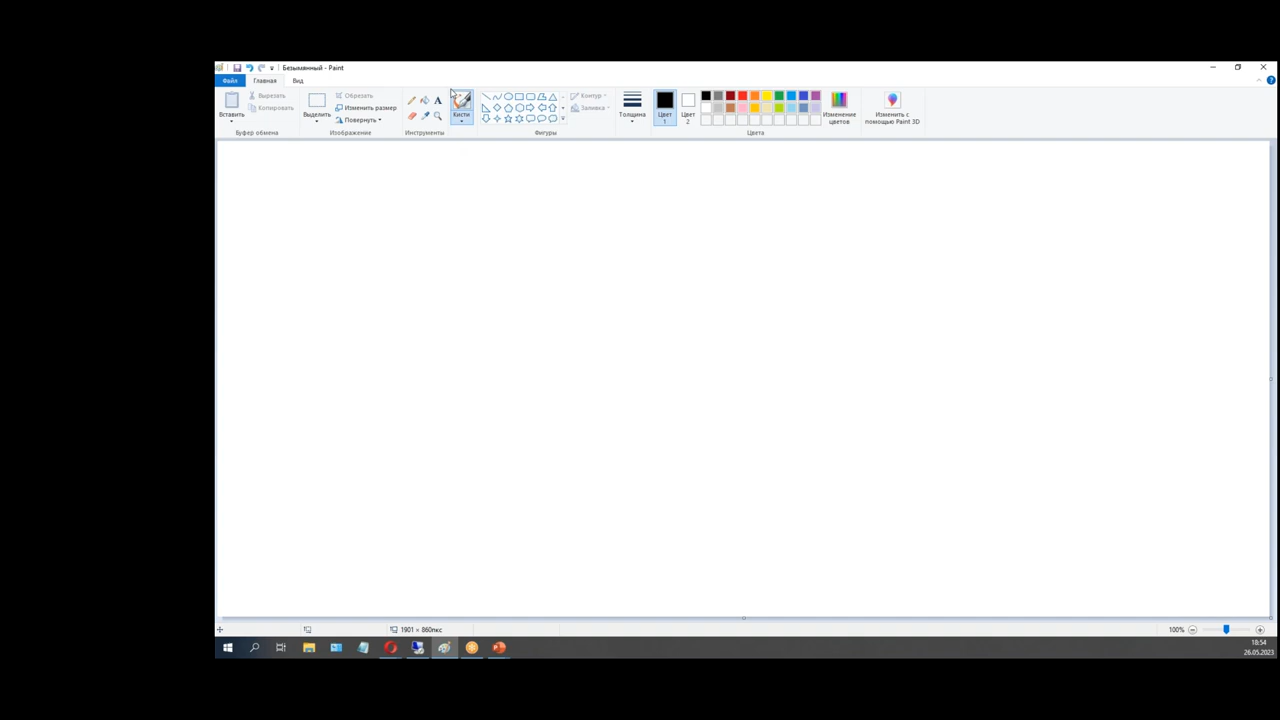 Безымянный - Paint
Файл Главная Вид
Вставить
Вырезать
Копировать
Буфер обмена
Выделить
Обрезать
Изменить размер
Повернуть
Изображение
A
Инструменты
Кисти
Контур
Заливка
Фигуры
Толщина
Цвет
1
Цвет
2
Цвета
Изменение
цветов
Изменить с
помощью Paint 3D
1901 × 860пкс
100%
18:54
26.05.2023